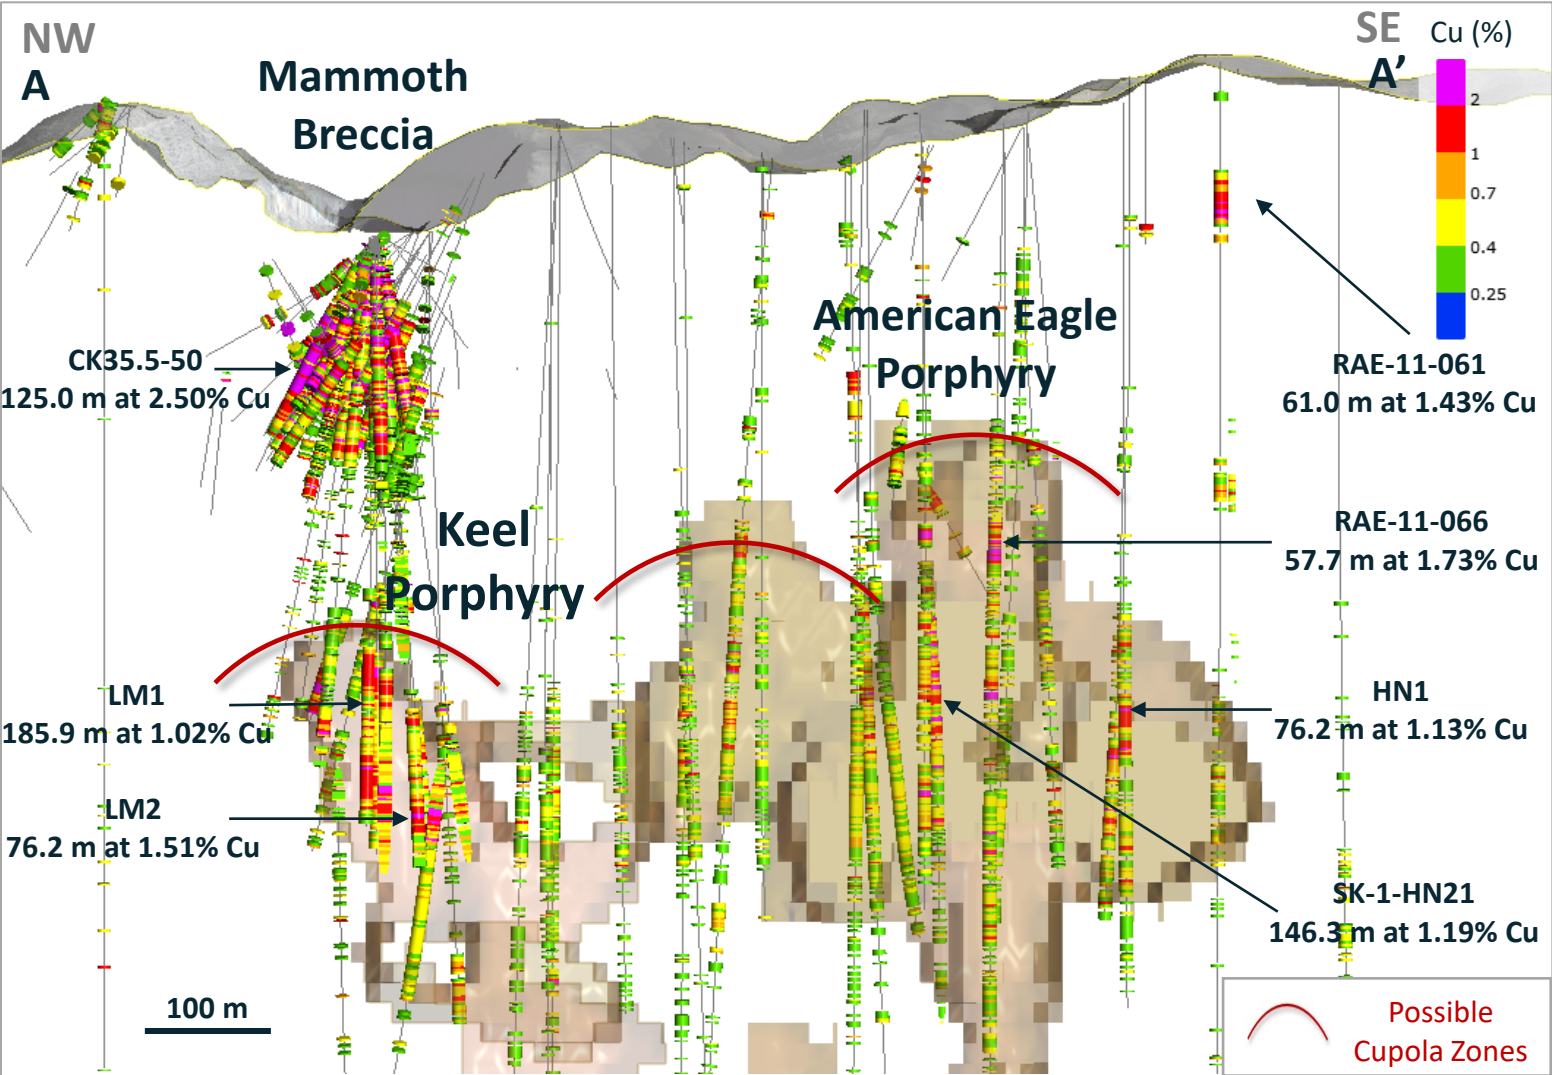 NW
A
Mammoth
Breccia
SE
A’
Cu (%)
2
1
0.7
0.4
0.25
CK35.5-50
125.0 m at 2.50% Cu
American Eagle
Porphyry
RAE-11-061
61.0 m at 1.43% Cu
Keel
Porphyry
RAE-11-066
57.7 m at 1.73% Cu
LM1
185.9 m at 1.02% Cu
HN1
76.2 m at 1.13% Cu
LM2
76.2 m at 1.51% Cu
SK-1-HN21
146.3 m at 1.19% Cu
100 m
Possible
Cupola Zones